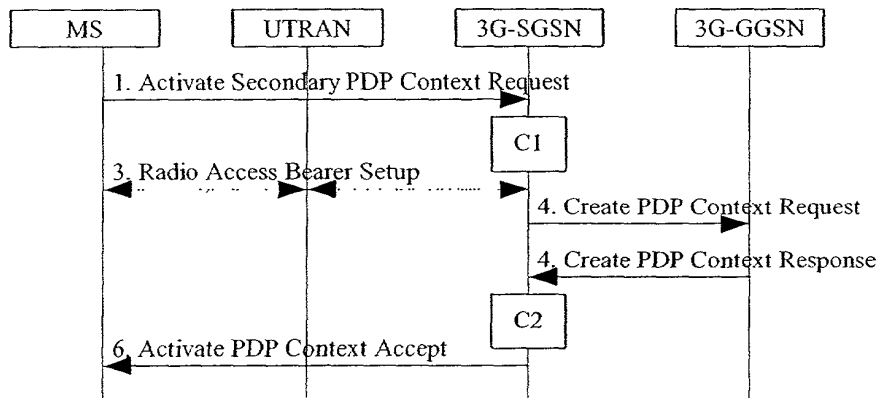 MS UTRAN 3G-SGSN 3G-GGSN
1. Activate Secondary PDP Context Request
C1
3. Radio Access Bearer Setup
4. Create PDP Context Request
4. Create PDP Context Response
C2
6. Activate PDP Context Accept